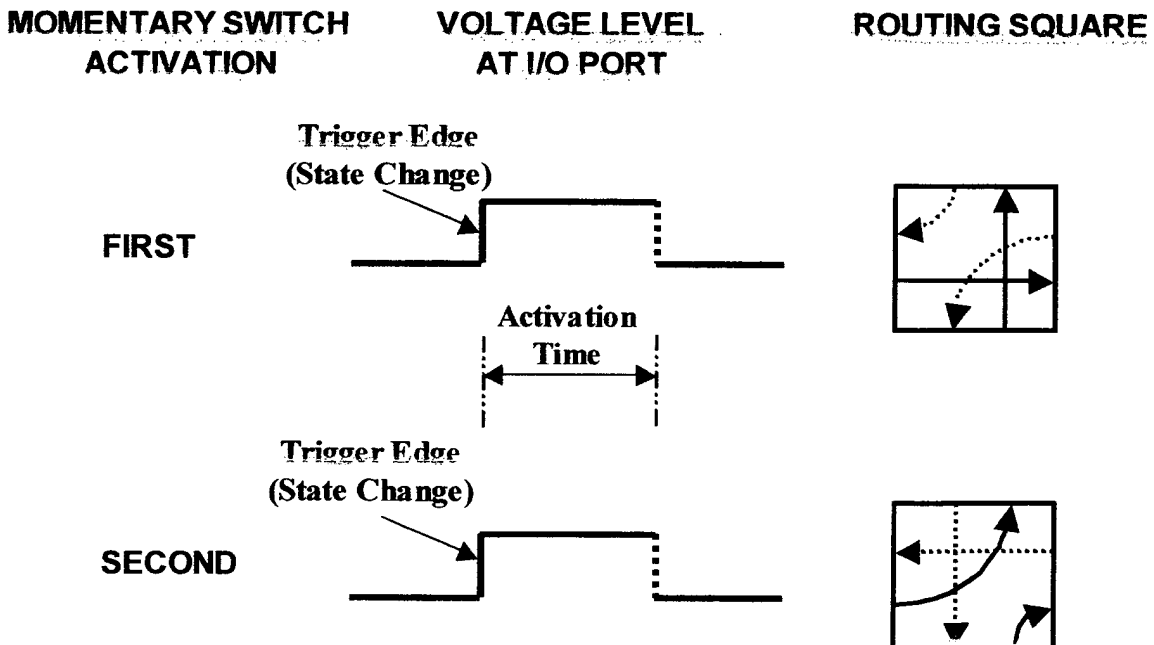 MOMENTARY SWITCH
ACTIVATION
VOLTAGE LEVEL
AT I/O PORT
ROUTING SQUARE
Trigger Edge
(State Change)
FIRST
Activation
Time
Trigger Edge
(State Change)
SECOND